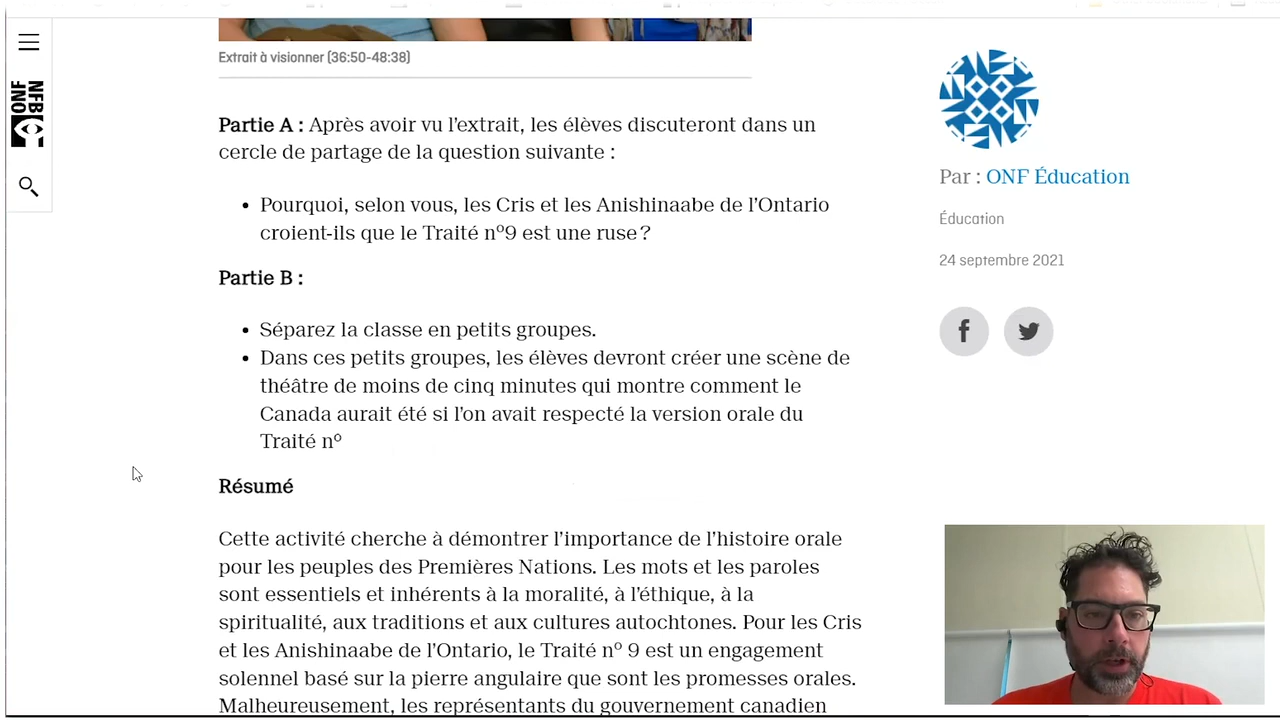 NFB
ONF
Extrait à visionner (36:50-48:38)
Partie A : Après avoir vu l'extrait, les élèves discuteront dans un
cercle de partage de la question suivante :
• Pourquoi, selon vous, les Cris et les Anishinaabe de l'Ontario
croient-ils que le Traité nº9 est une ruse ?
Partie B :
• Séparez la classe en petits groupes.
• Dans ces petits groupes, les élèves devront créer une scène de
théâtre de moins de cinq minutes qui montre comment le
Canada aurait été si l'on avait respecté la version orale du
Traité nº
Résumé
Cette activité cherche à démontrer l'importance de l'histoire orale
pour les peuples des Premières Nations. Les mots et les paroles
sont essentiels et inhérents à la moralité, à l'éthique, à la
spiritualité, aux traditions et aux cultures autochtones. Pour les Cris
et les Anishinaabe de l'Ontario, le Traité nº 9 est un engagement
solennel basé sur la pierre angulaire que sont les promesses orales.
Malheureusement, les représentants du gouvernement canadien
Par : ONF Éducation
Éducation
24 septembre 2021